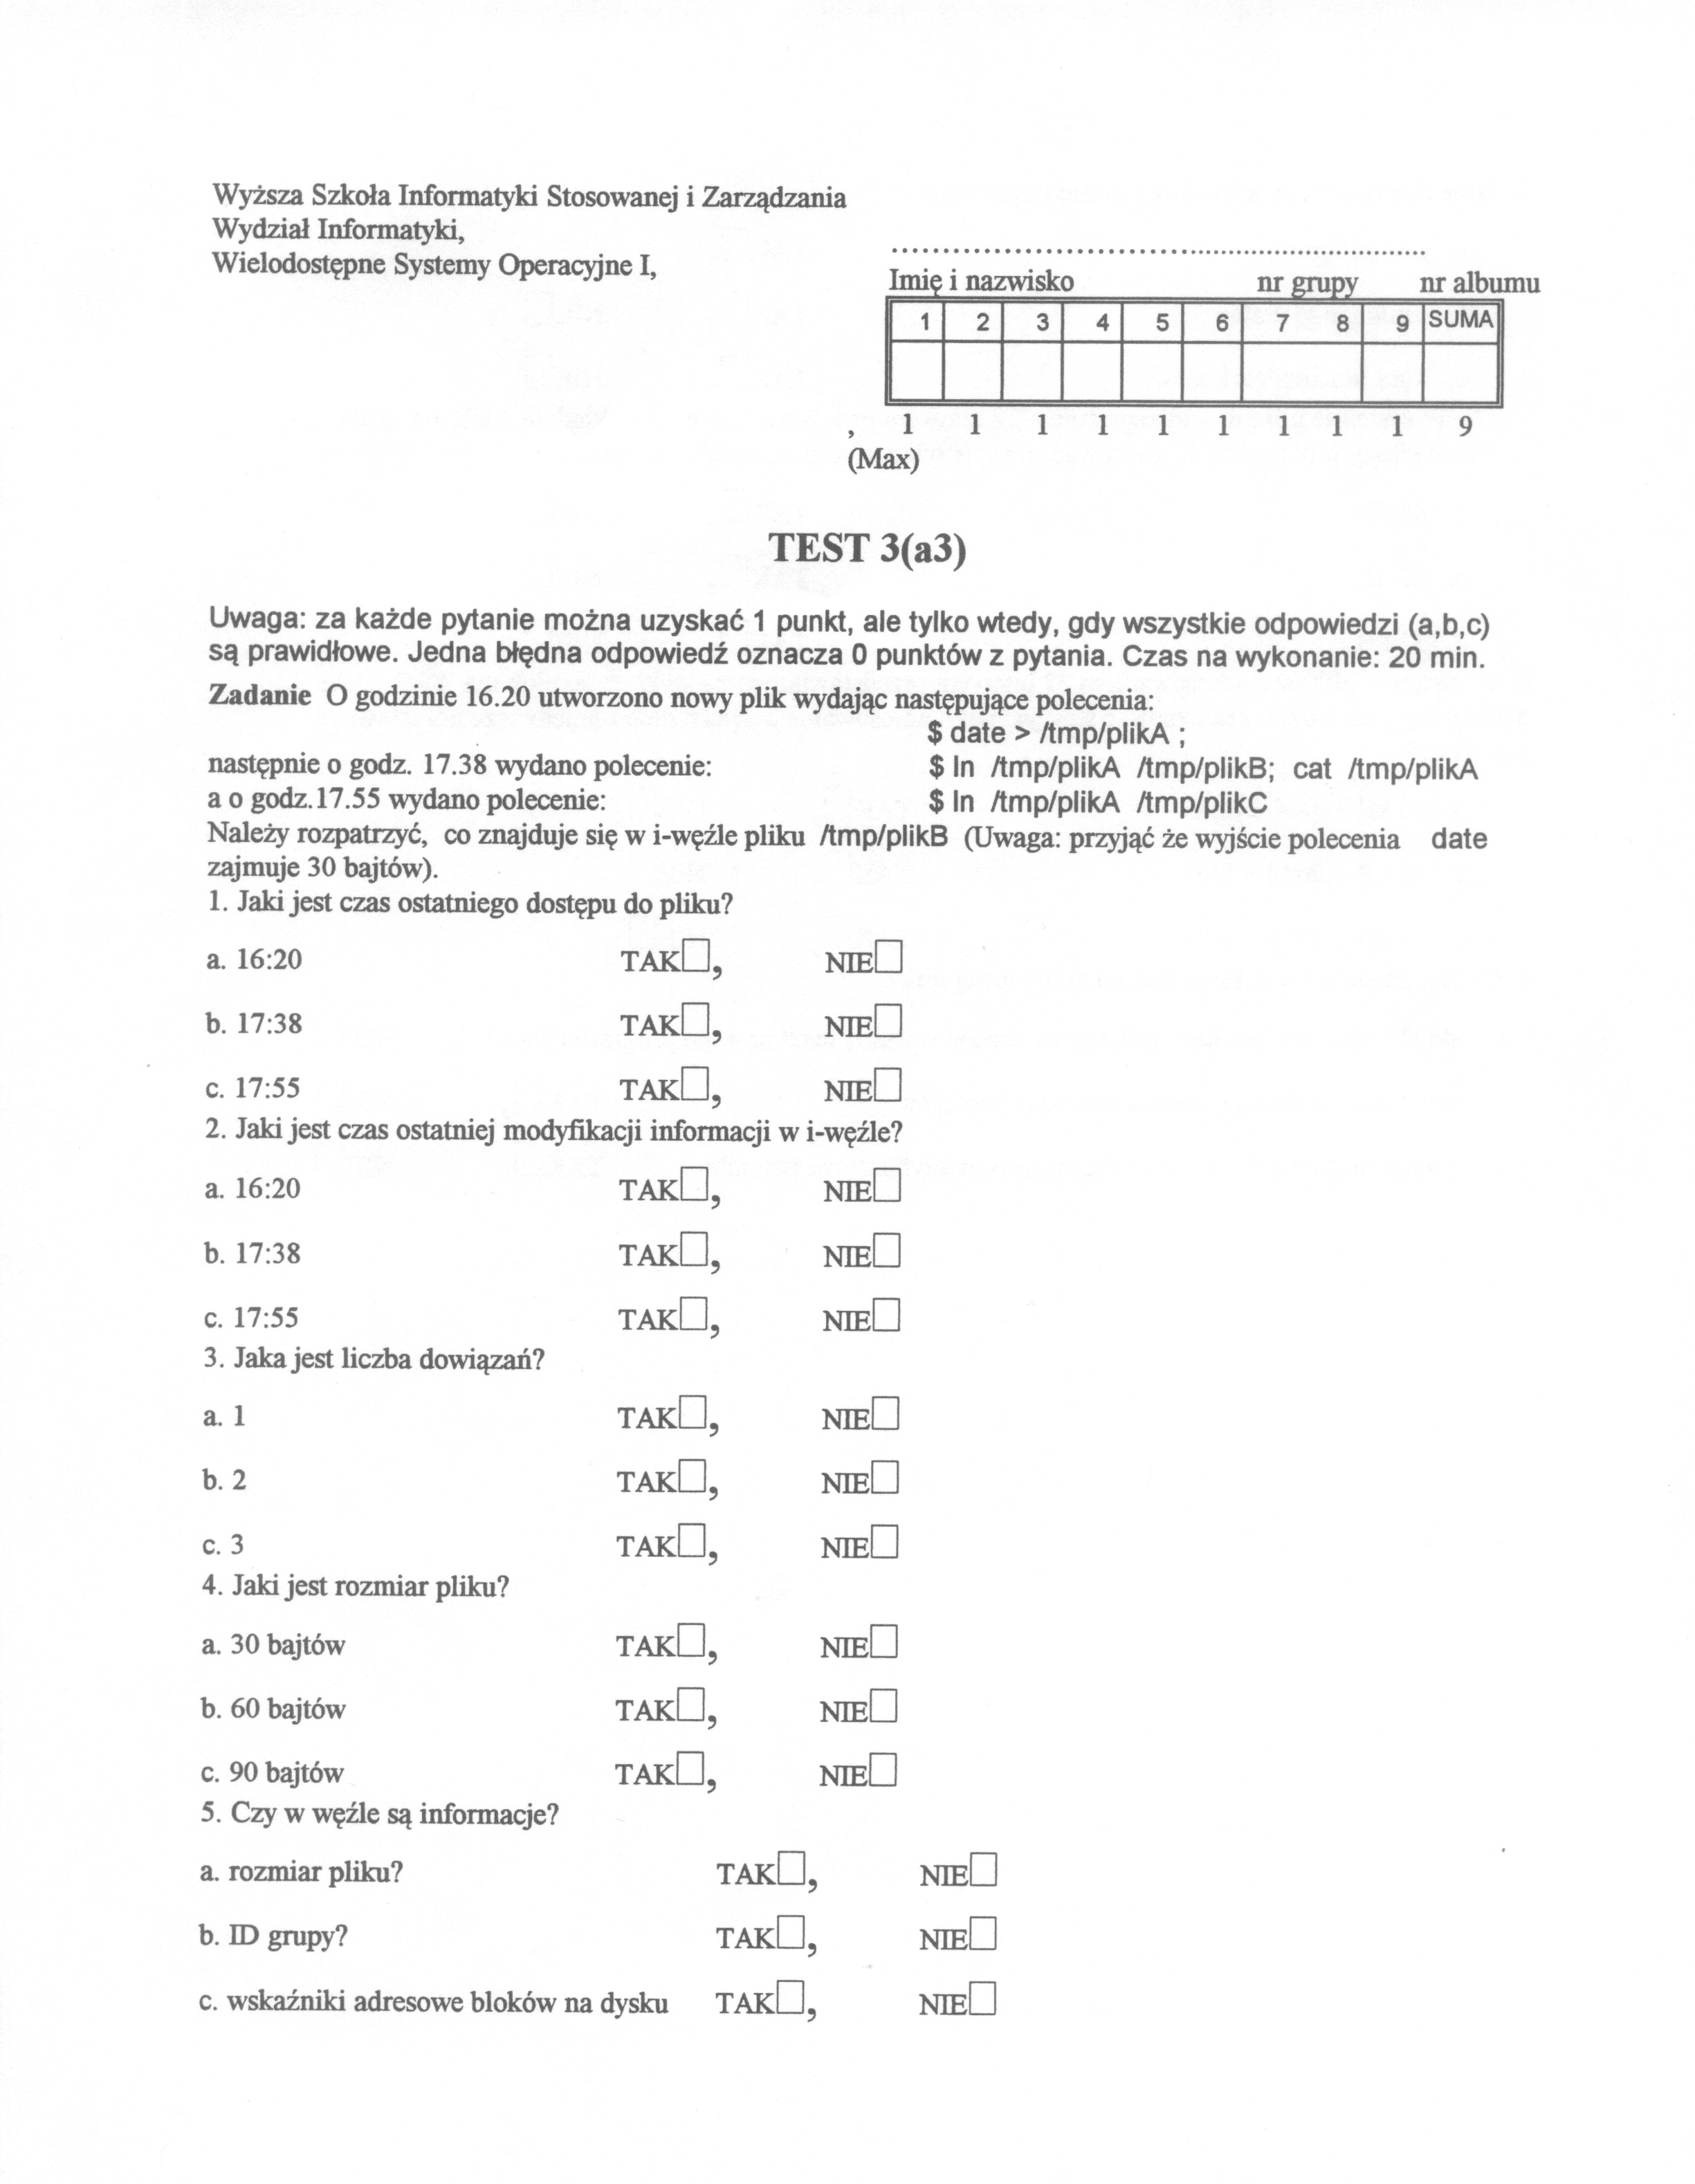 Wyższa Szkoła Informatyki Stosowanej i Zarządzania
Wydział Informatyki,
Wielodostępne Systemy Operacyjne I,
................................................................................
Imię i nazwisko nr grupy nr albumu
1 2 3 4 5 6 7 8 9 SUMA
, 1 1 1 1 1 1 1 1 1 9
(Max)
TEST 3(a3)
Uwaga: za każde pytanie można uzyskać 1 punkt, ale tylko wtedy, gdy wszystkie odpowiedzi (a,b,c)
są prawidłowe. Jedna błędna odpowiedź oznacza 0 punktów z pytania. Czas na wykonanie: 20 min.
Zadanie O godzinie 16.20 utworzono nowy plik wydając następujące polecenia:
$ date > /tmp/plikA ;
następnie o godz. 17.38 wydano polecenie: $ ln /tmp/plikA /tmp/plikB; cat /tmp/plikA
a o godz.17.55 wydano polecenie: $ ln /tmp/plikA /tmp/plikC
Należy rozpatrzyć, co znajduje się w i-węźle pliku /tmp/plikB (Uwaga: przyjąć że wyjście polecenia date
zajmuje 30 bajtów).
1. Jaki jest czas ostatniego dostępu do pliku?
a. 16:20 TAK□, NIE□
b. 17:38 TAK□, NIE□
c. 17:55 TAK□, NIE□
2. Jaki jest czas ostatniej modyfikacji informacji w i-węźle?
a. 16:20 TAK□, NIE□
b. 17:38 TAK□, NIE□
c. 17:55 TAK□, NIE□
3. Jaka jest liczba dowiązań?
a. 1 TAK□, NIE□
b. 2 TAK□, NIE□
c. 3 TAK□, NIE□
4. Jaki jest rozmiar pliku?
a. 30 bajtów TAK□, NIE□
b. 60 bajtów TAK□, NIE□
c. 90 bajtów TAK□, NIE□
5. Czy w węźle są informacje?
a. rozmiar pliku? TAK□, NIE□
b. ID grupy? TAK□, NIE□
c. wskaźniki adresowe bloków na dysku TAK□, NIE□